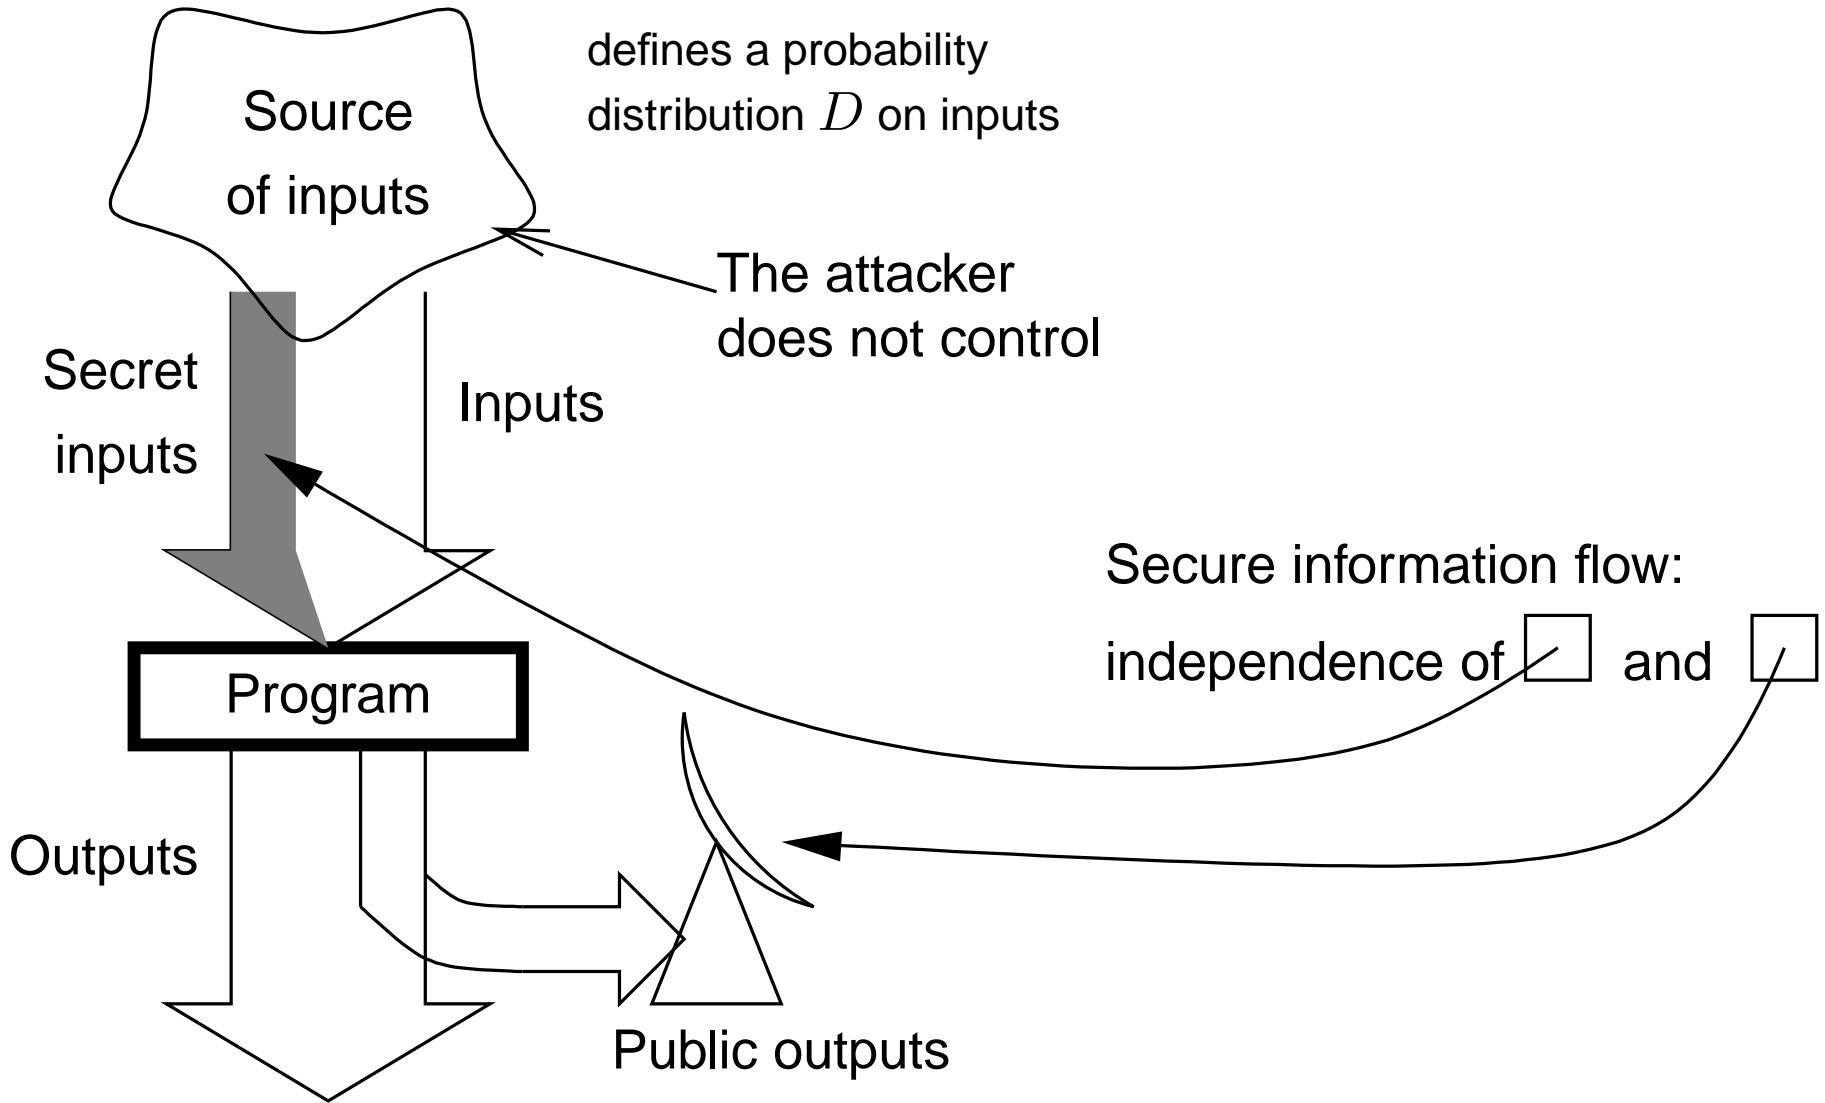 defines a probability
distribution D on inputs
Source
of inputs
The attacker
does not control
Secret
inputs
Inputs
Secure information flow:
independence of and
Program
Outputs
Public outputs